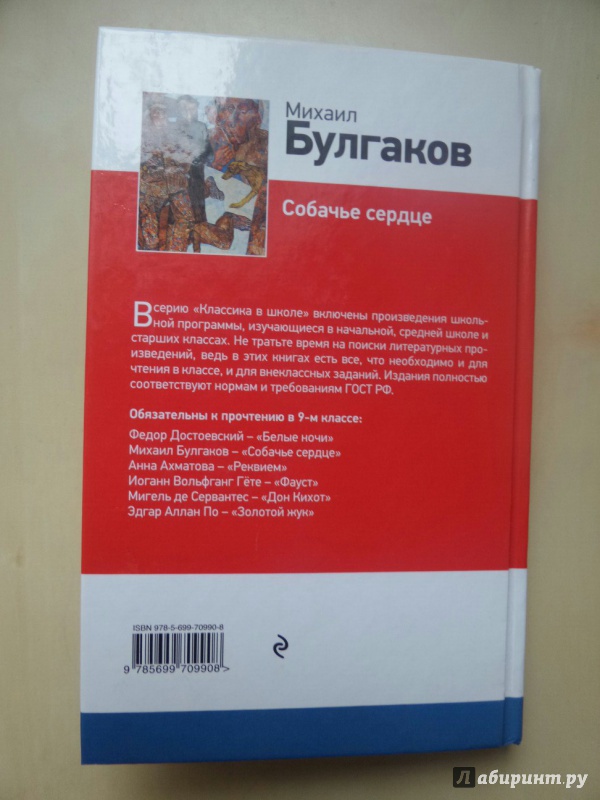 Михаил
Булгаков
Собачье сердце
В серию «Классика в школе» включены произведения школь-
ной программы, изучающиеся в начальной, средней школе и
старших классах. Не тратьте время на поиски литературных про-
изведений, ведь в этих книгах есть все, что необходимо и для
чтения в классе, и для внеклассных заданий. Издания полностью
соответствуют нормам и требованиям ГОСТ РФ.
Обязательны к прочтению в 9-м классе:
Федор Достоевский – «Белые ночи»
Михаил Булгаков – «Собачье сердце»
Анна Ахматова – «Реквием»
Иоганн Вольфганг Гёте – «Фауст»
Мигель де Сервантес – «Дон Кихот»
Эдгар Аллан По – «Золотой жук»
ISBN 978-5-699-70990-8
9 785699 709908 >
Лабиринт.ру